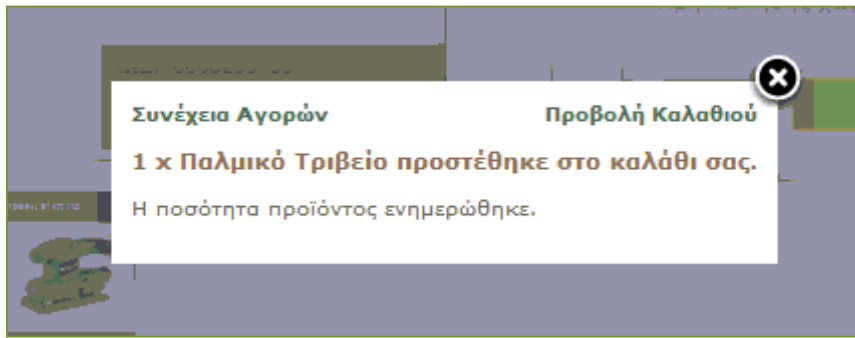 Συνέχεια Αγορών Προβολή Καλαθιού
1 x Παλμικό Τριβείο προστέθηκε στο καλάθι σας.
Η ποσότητα προϊόντος ενημερώθηκε.